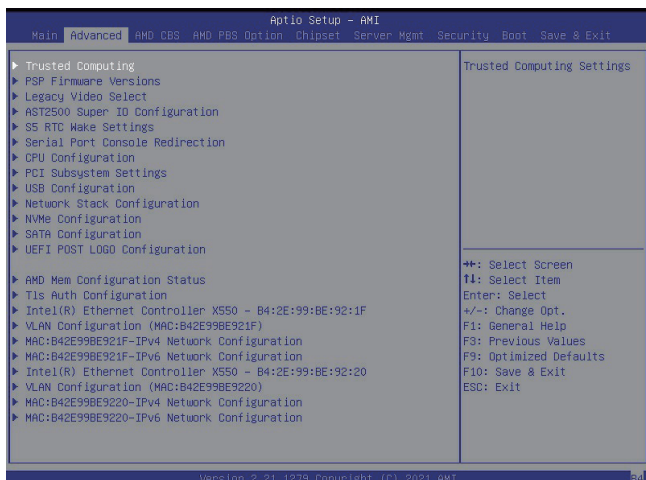 Aptio Setup – AMI
Main Advanced AMD CBS AMD PBS Option Chipset Server Mgmt Security Boot Save & Exit
▶ Trusted Computing
▶ PSP Firmware Versions
▶ Legacy Video Select
▶ AST2500 Super IO Configuration
▶ S5 RTC Wake Settings
▶ Serial Port Console Redirection
▶ CPU Configuration
▶ PCI Subsystem Settings
▶ USB Configuration
▶ Network Stack Configuration
▶ NVMe Configuration
▶ SATA Configuration
▶ UEFI POST LOGO Configuration
▶ AMD Mem Configuration Status
▶ Tls Auth Configuration
▶ Intel(R) Ethernet Controller X550 - B4:2E:99:BE:92:1F
▶ VLAN Configuration (MAC:B42E99BE921F)
▶ MAC:B42E99BE921F-IPv4 Network Configuration
▶ MAC:B42E99BE921F-IPv6 Network Configuration
▶ Intel(R) Ethernet Controller X550 - B4:2E:99:BE:92:20
▶ VLAN Configuration (MAC:B42E99BE9220)
▶ MAC:B42E99BE9220-IPv4 Network Configuration
▶ MAC:B42E99BE9220-IPv6 Network Configuration
Trusted Computing Settings
→←: Select Screen
↑↓: Select Item
Enter: Select
+/-: Change Opt.
F1: General Help
F3: Previous Values
F9: Optimized Defaults
F10: Save & Exit
ESC: Exit
Version 2.21.1279 Copyright (C) 2021 AMI
B4